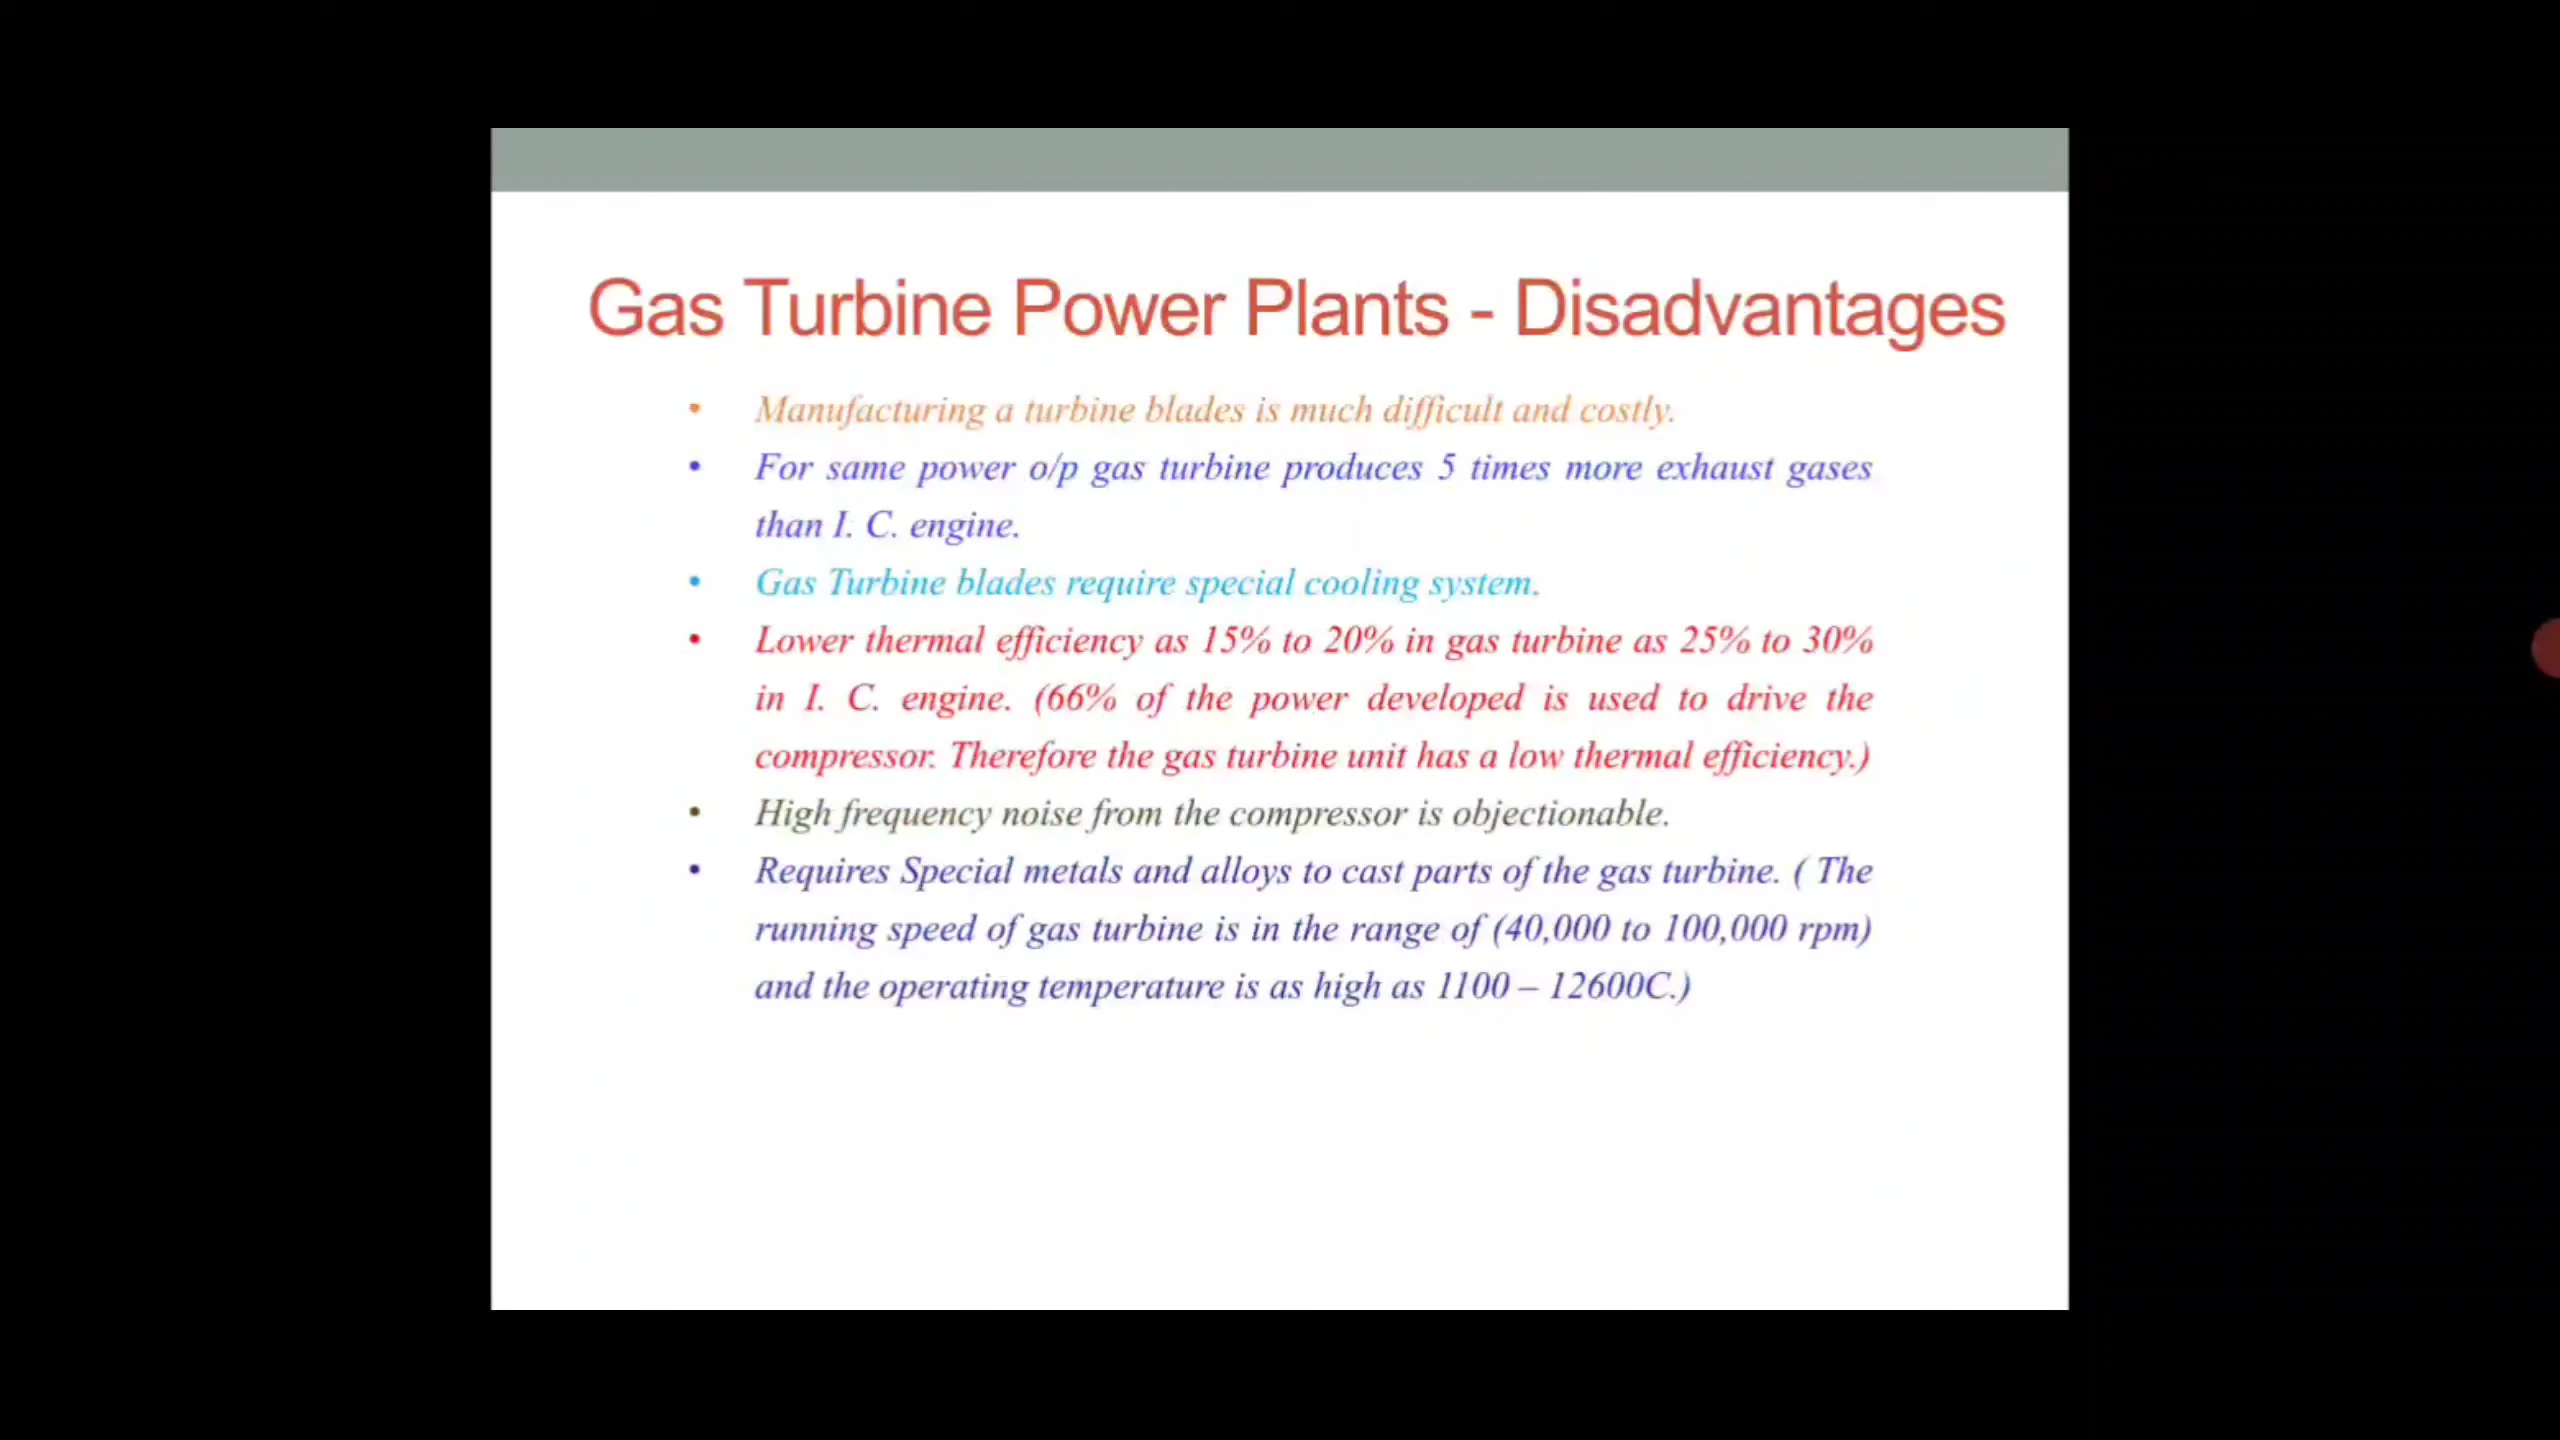 Gas Turbine Power Plants - Disadvantages
• Manufacturing a turbine blades is much difficult and costly.
• For same power o/p gas turbine produces 5 times more exhaust gases
than I. C. engine.
• Gas Turbine blades require special cooling system.
• Lower thermal efficiency as 15% to 20% in gas turbine as 25% to 30%
in I. C. engine. (66% of the power developed is used to drive the
compressor. Therefore the gas turbine unit has a low thermal efficiency.)
• High frequency noise from the compressor is objectionable.
• Requires Special metals and alloys to cast parts of the gas turbine. ( The
running speed of gas turbine is in the range of (40,000 to 100,000 rpm)
and the operating temperature is as high as 1100 – 12600C.)